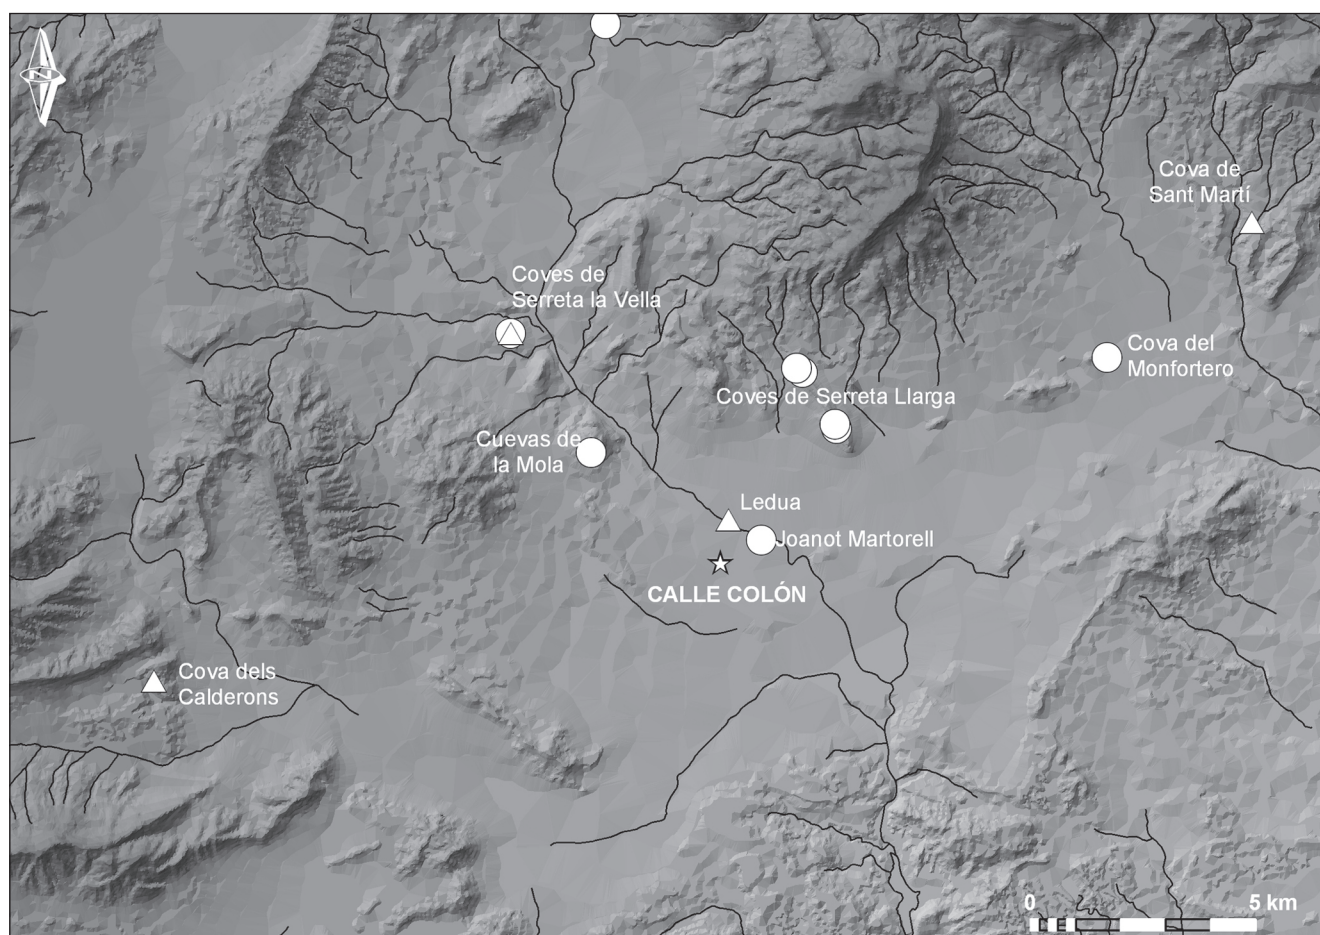 N
Cova de
Sant Martí
Coves de
Serreta la Vella
Cova del
Monfortero
Coves de Serreta Llarga
Cuevas de
la Mola
Ledua
Joanot Martorell
CALLE COLÓN
Cova dels
Calderons
0 5 km